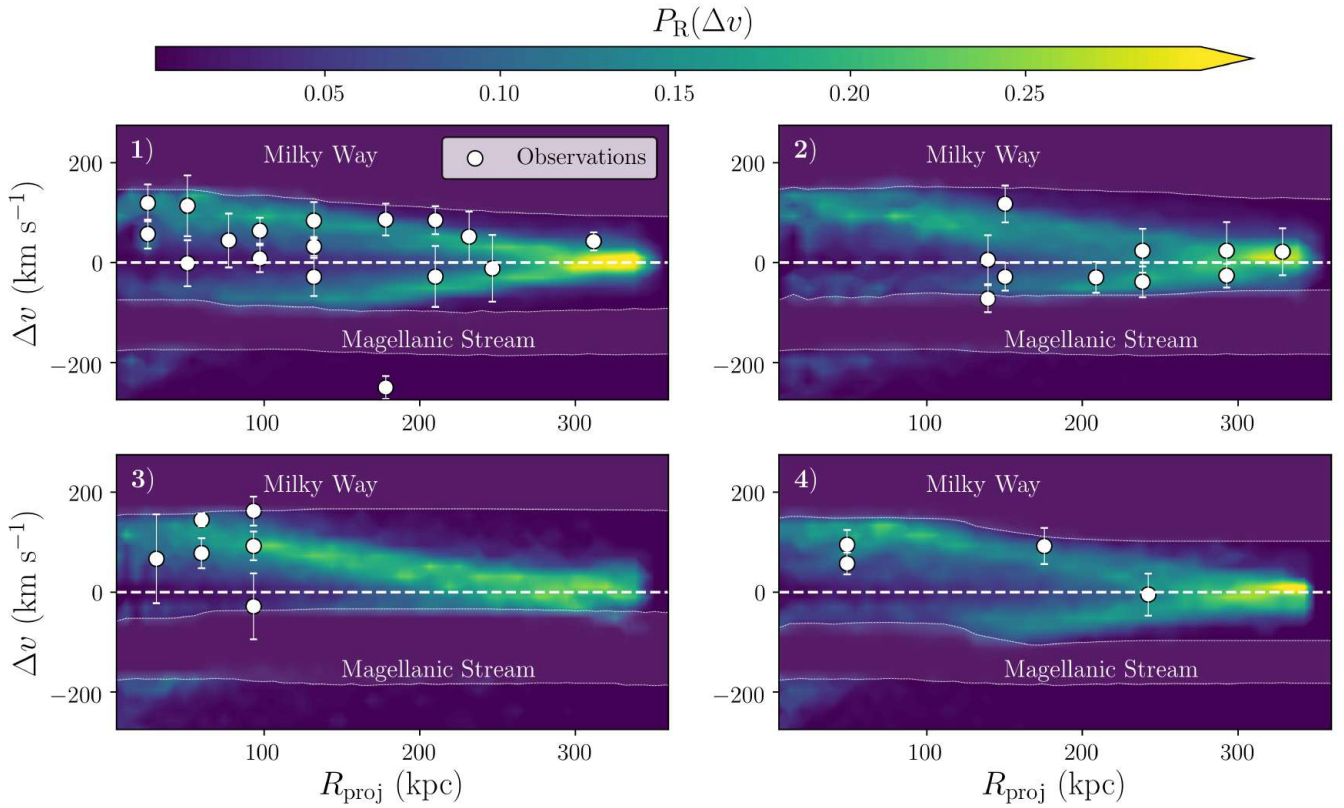 P_R(Δv)
0.05 0.10 0.15 0.20 0.25
1) Milky Way Observations
200
0
−200
Δv (km s⁻¹)
Magellanic Stream
100 200 300
2) Milky Way
200
0
−200
Magellanic Stream
100 200 300
3) Milky Way
200
0
−200
Δv (km s⁻¹)
Magellanic Stream
100 200 300
R_proj (kpc)
4) Milky Way
200
0
−200
Magellanic Stream
100 200 300
R_proj (kpc)